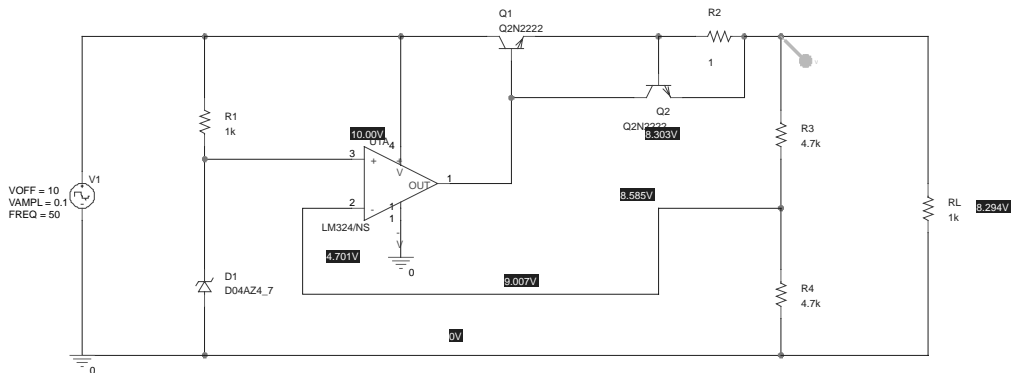 Q1
Q2N2222
R2
1
Q2
Q2N2222
8.303V
R1
1k
10.00V
U1A
4
3
+
V
OUT
1
2
-
1
1
-
V
LM324/NS
0
V1
VOFF = 10
VAMPL = 0.1
FREQ = 50
R3
4.7k
8.585V
RL
1k
8.294V
4.701V
D1
D04AZ4_7
9.007V
R4
4.7k
0V
0